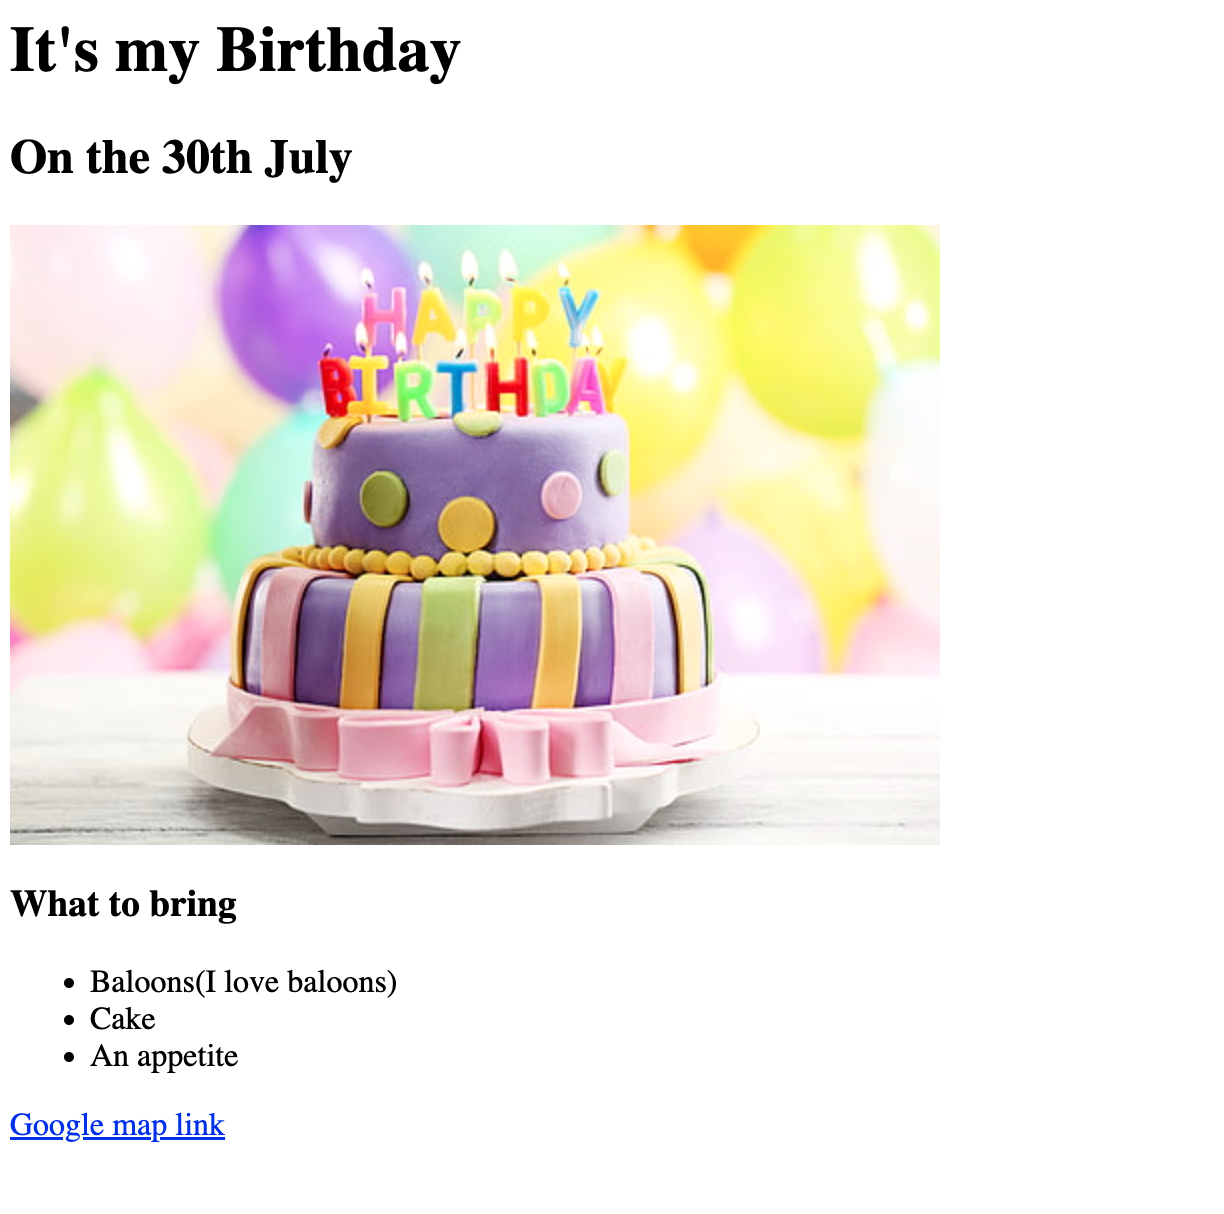 It's my Birthday
On the 30th July
HAPPY
BIRTHDAY
What to bring
Baloons(I love baloons)
Cake
An appetite
Google map link